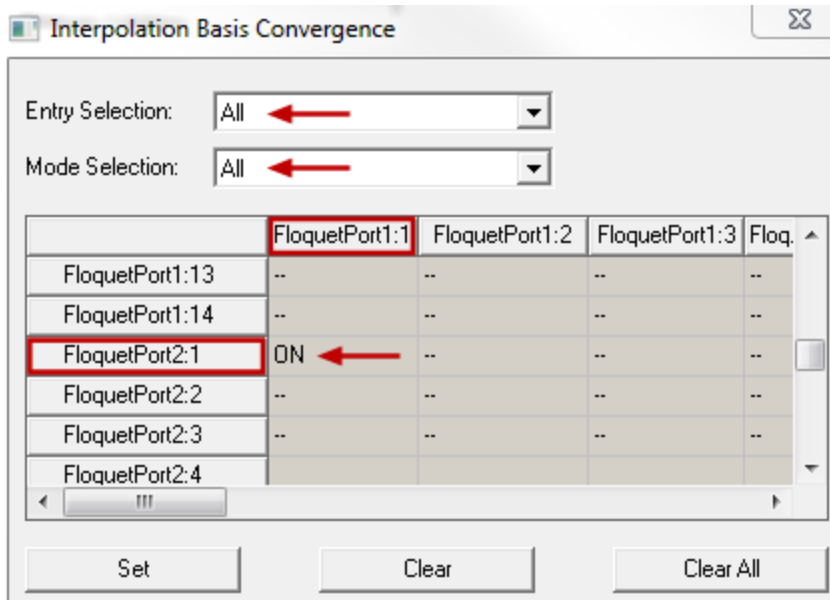 Interpolation Basis Convergence
Entry Selection: All
Mode Selection: All
FloquetPort1:1 FloquetPort1:2 FloquetPort1:3 Floq.
FloquetPort1:13 -- -- -- --
FloquetPort1:14 -- -- -- --
FloquetPort2:1 ON -- -- --
FloquetPort2:2 -- -- -- --
FloquetPort2:3 -- -- -- --
FloquetPort2:4
Set Clear Clear All